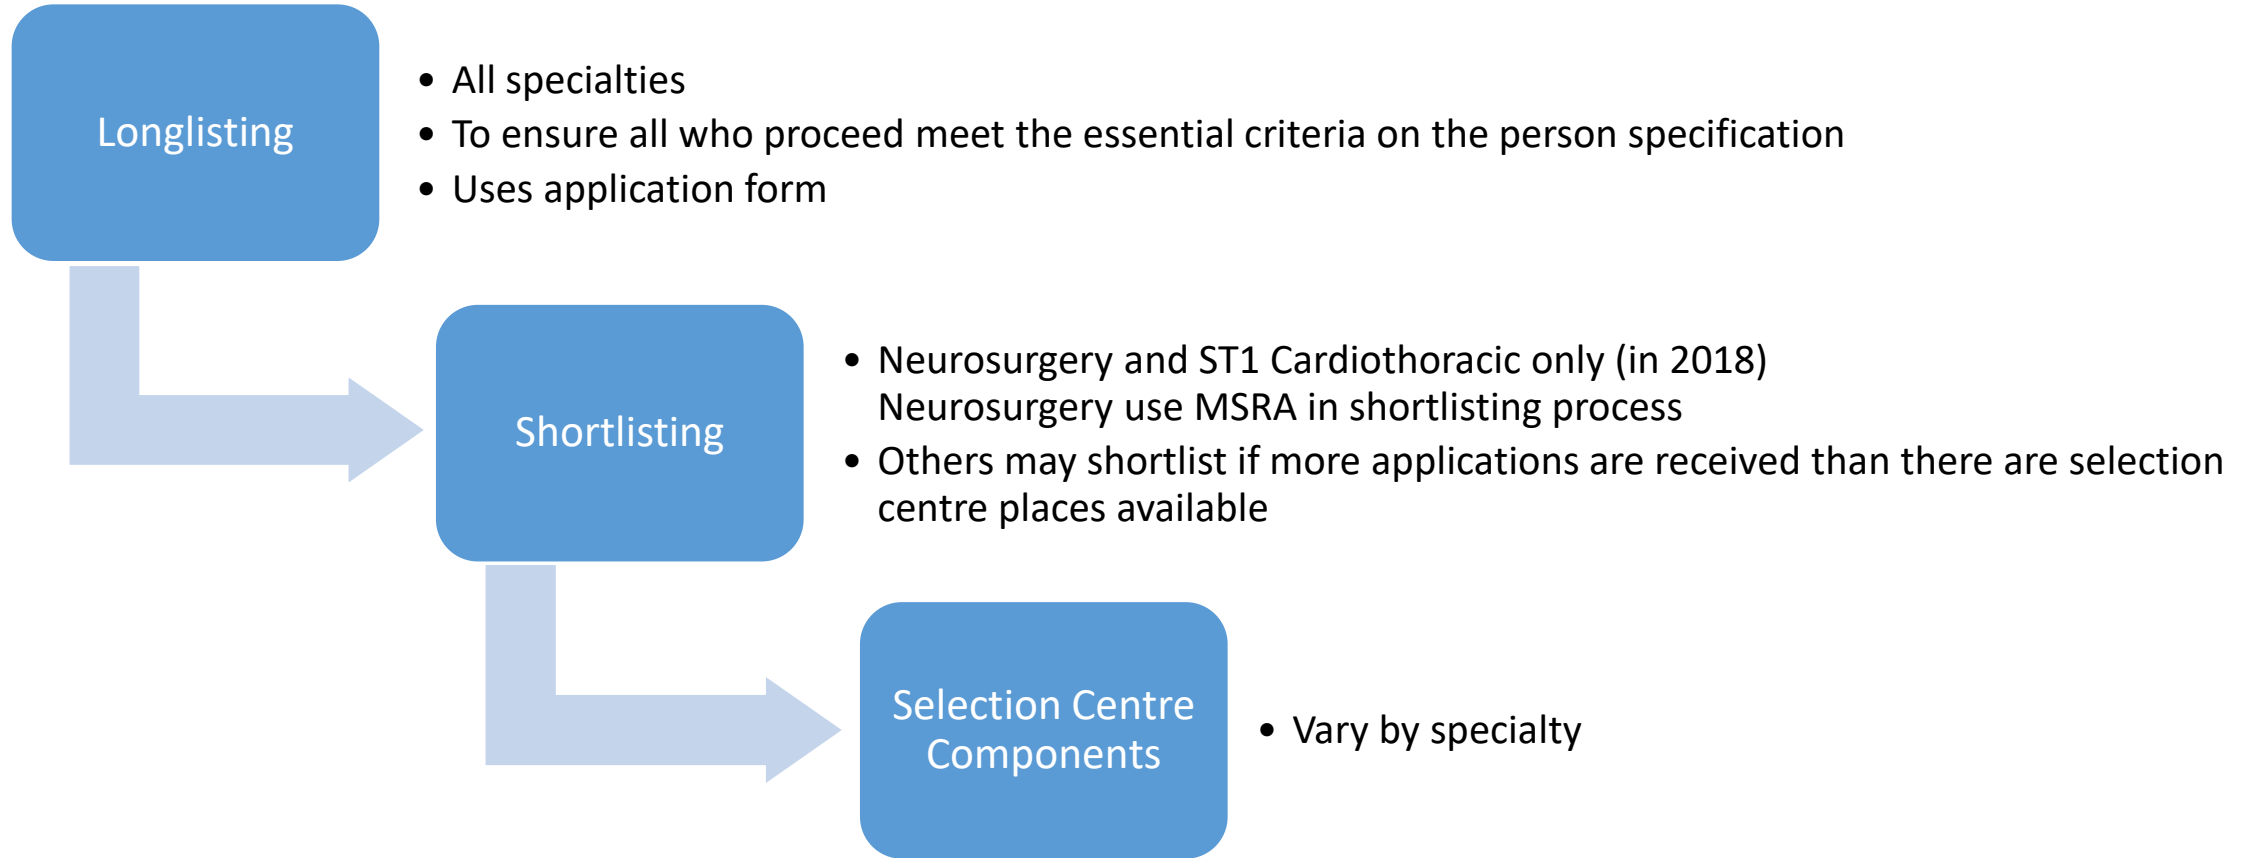 Longlisting
• All specialties
• To ensure all who proceed meet the essential criteria on the person specification
• Uses application form
Shortlisting
• Neurosurgery and ST1 Cardiothoracic only (in 2018)
Neurosurgery use MSRA in shortlisting process
• Others may shortlist if more applications are received than there are selection
centre places available
Selection Centre
Components
• Vary by specialty